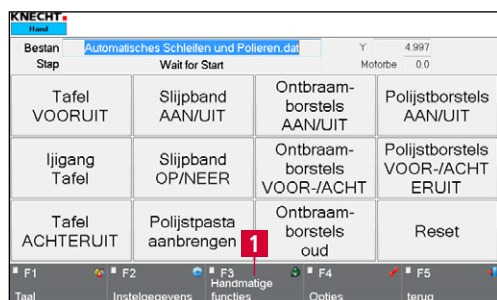 KNECHT
Hand
Bestan Automatisches Schleifen und Polieren.dat Y 4.997
Stap Wait for Start Motorbe 0.0
Tafel VOORUIT
Slijpband AAN/UIT
Ontbraam-borstels AAN/UIT
Polijstborstels AAN/UIT
Ijigang Tafel
Slijpband OP/NEER
Ontbraam-borstels VOOR-/ACHT
Polijstborstels VOOR-/ACHT ERUIT
Tafel ACHTERUIT
Polijstpasta aanbrengen
Ontbraam-borstels oud
Reset
1
F1 F2 F3 F4 F5
Taal Instelgegevens Handmatige functies Opties terug